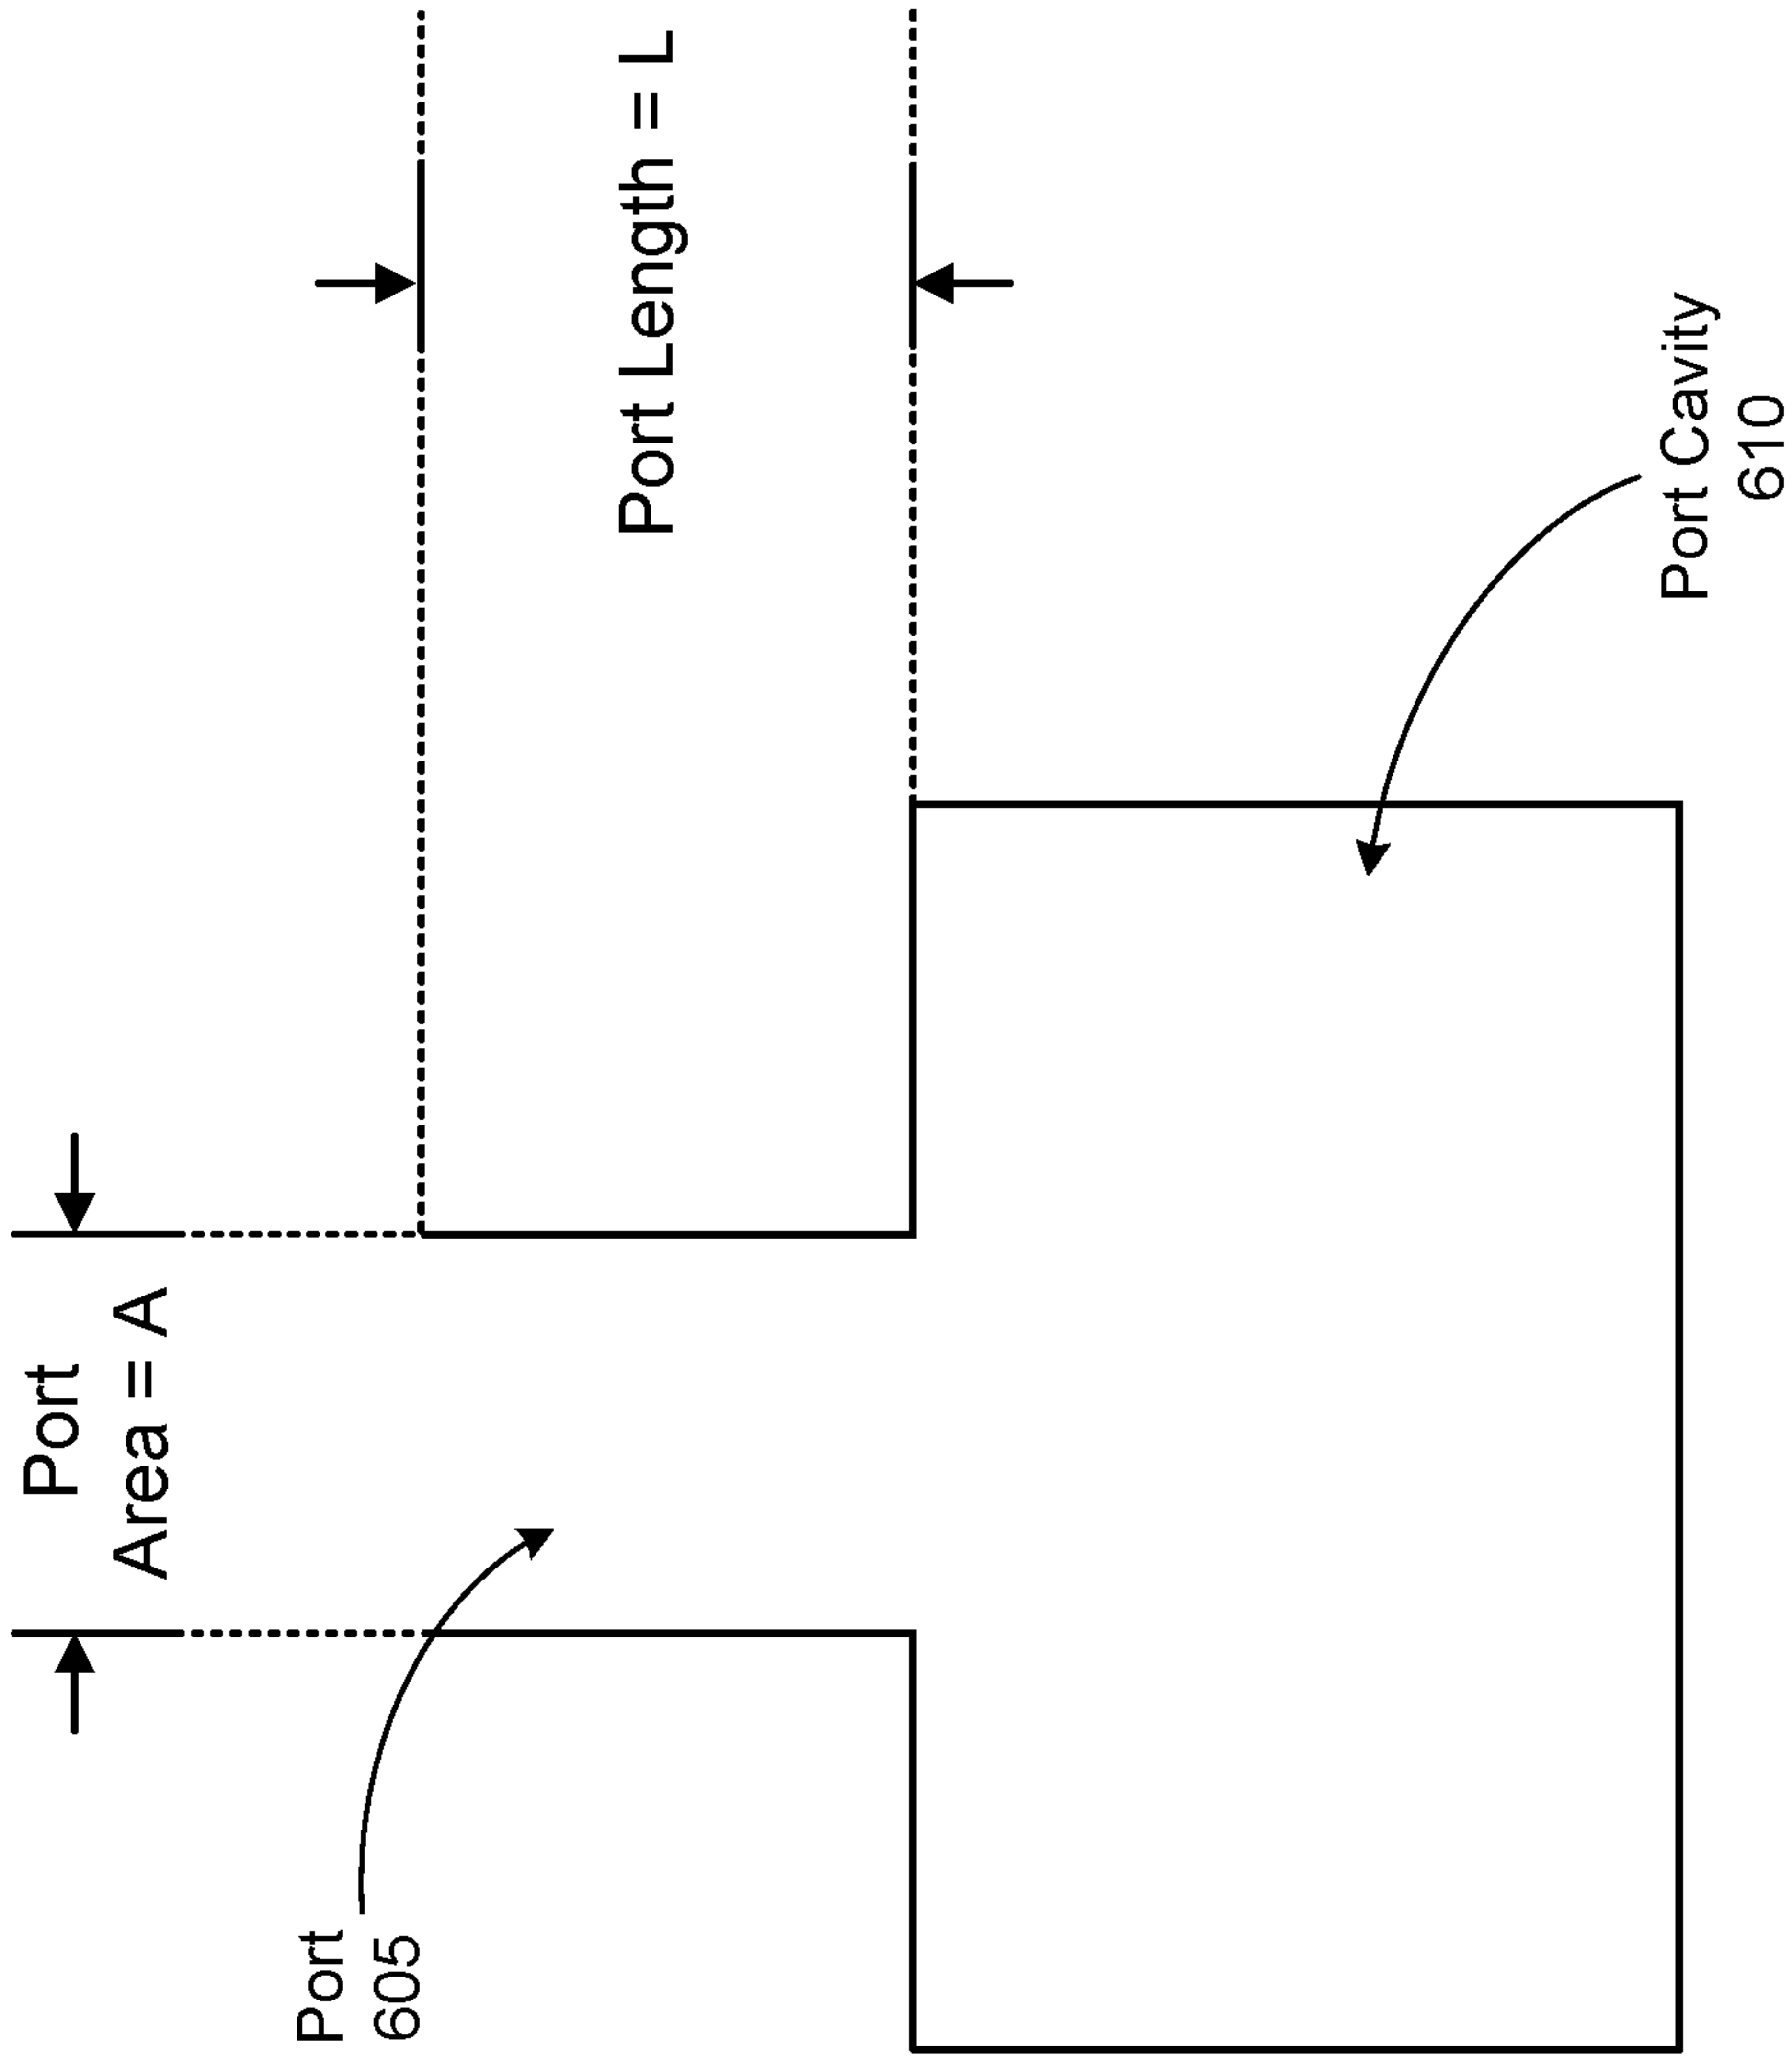 Port
605
Port
Area = A
Port Length = L
Port Cavity
610